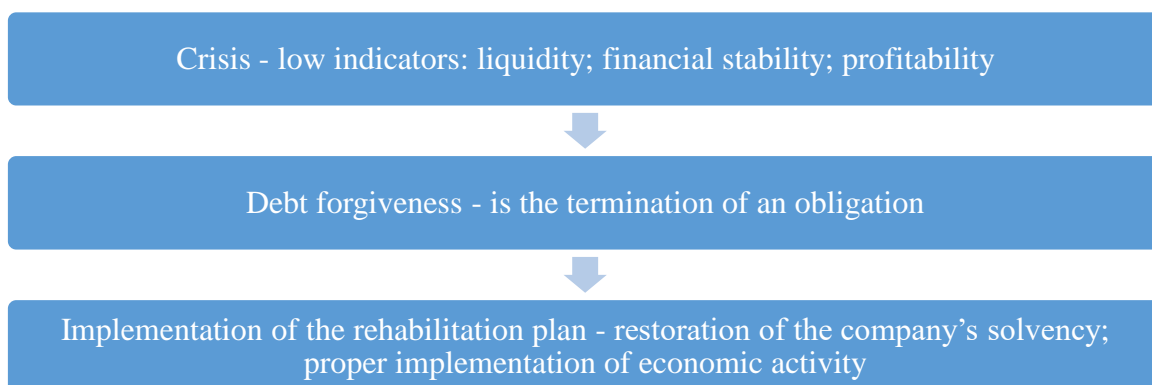 Crisis - low indicators: liquidity; financial stability; profitability
Debt forgiveness - is the termination of an obligation
Implementation of the rehabilitation plan - restoration of the company's solvency;
proper implementation of economic activity